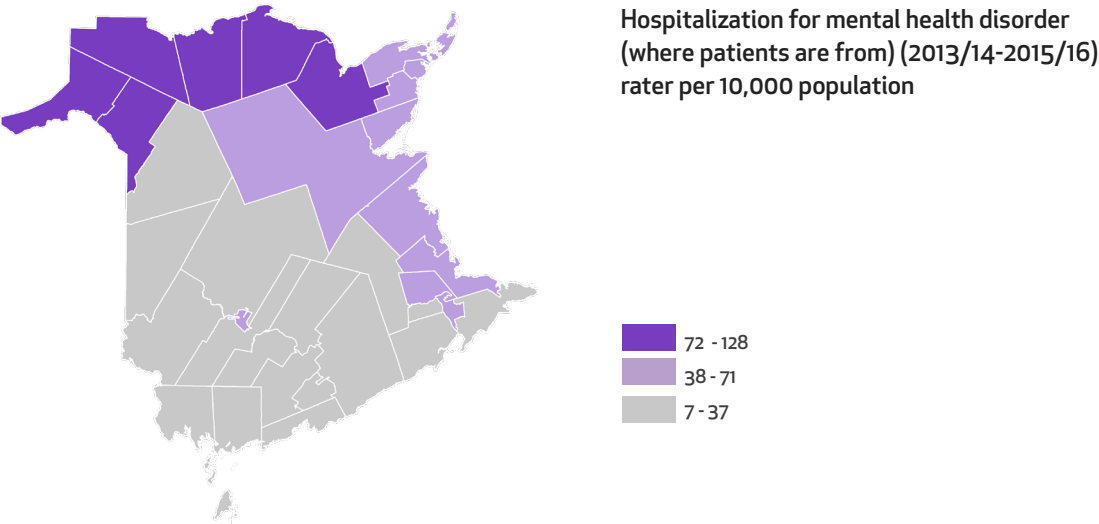 Hospitalization for mental health disorder
(where patients are from) (2013/14-2015/16)
rater per 10,000 population
72 - 128
38 - 71
7 - 37